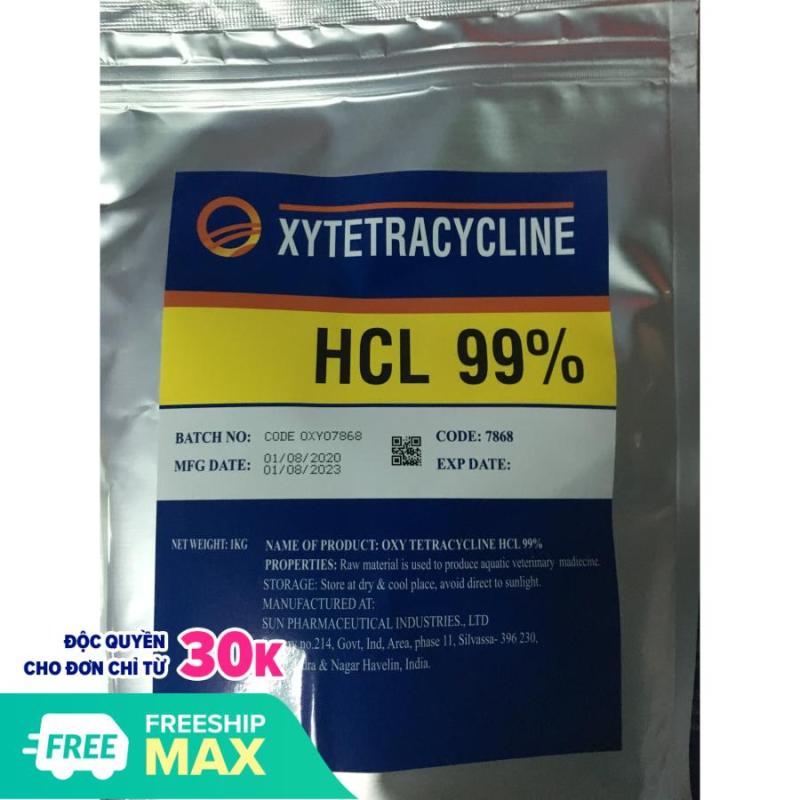 XYTETRACYCLINE
HCL 99%
BATCH NO: CODE OXY07868
CODE: 7868
MFG DATE: 01/08/2020
01/08/2023
EXP DATE:
NET WEIGHT: 1KG
NAME OF PRODUCT: OXY TETRACYCLINE HCL 99%
PROPERTIES: Raw material is used to produce aquatic veterinary madiecine.
STORAGE: Store at dry & cool place, avoid direct to sunlight.
MANUFACTURED AT:
SUN PHARMACEUTICAL INDUSTRIES., LTD
no.214, Govt, Ind, Area, phase 11, Silvassa- 396 230.
& Nagar Havelin, India.
ĐỘC QUYỀN
CHO ĐƠN CHỈ TỪ 30K
FREE
FREESHIP
MAX